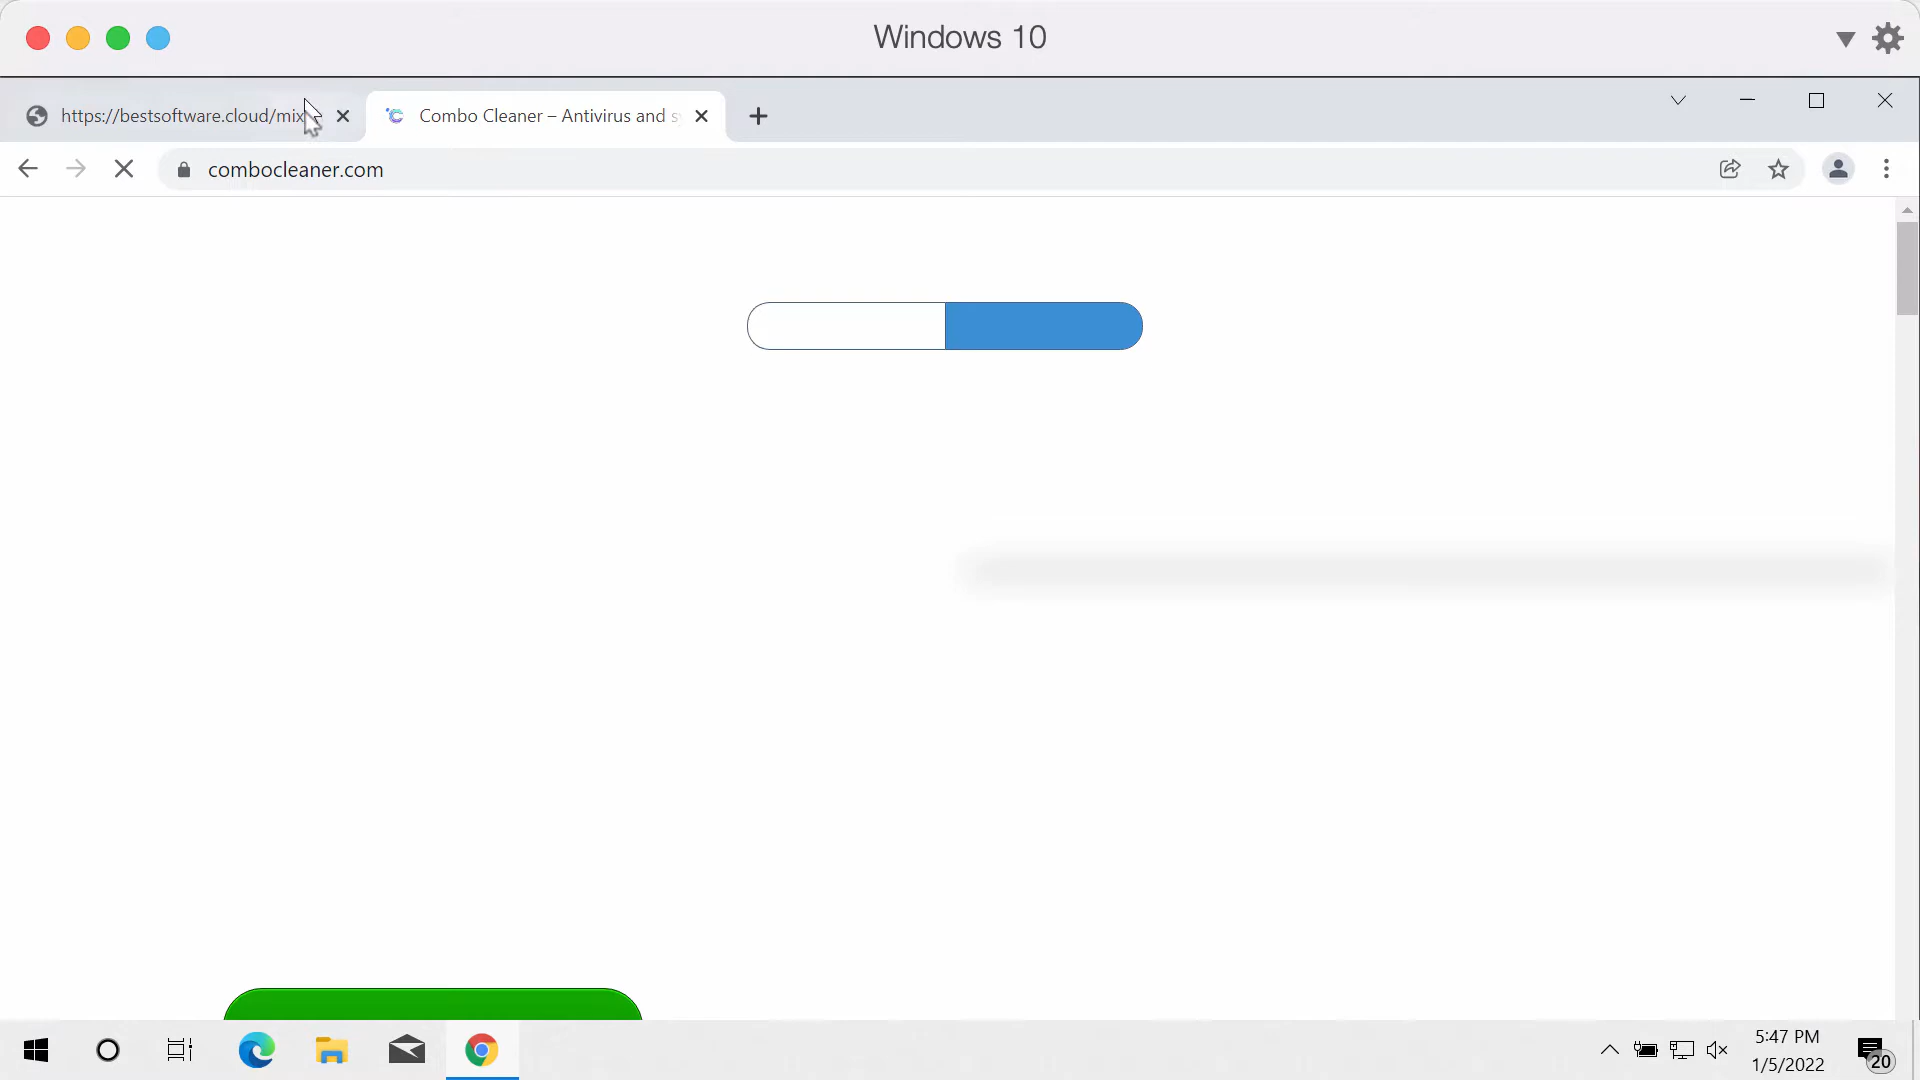 Windows 10
https://bestsoftware.cloud/mix
Combo Cleaner – Antivirus and s
combocleaner.com
5:47 PM
1/5/2022
20